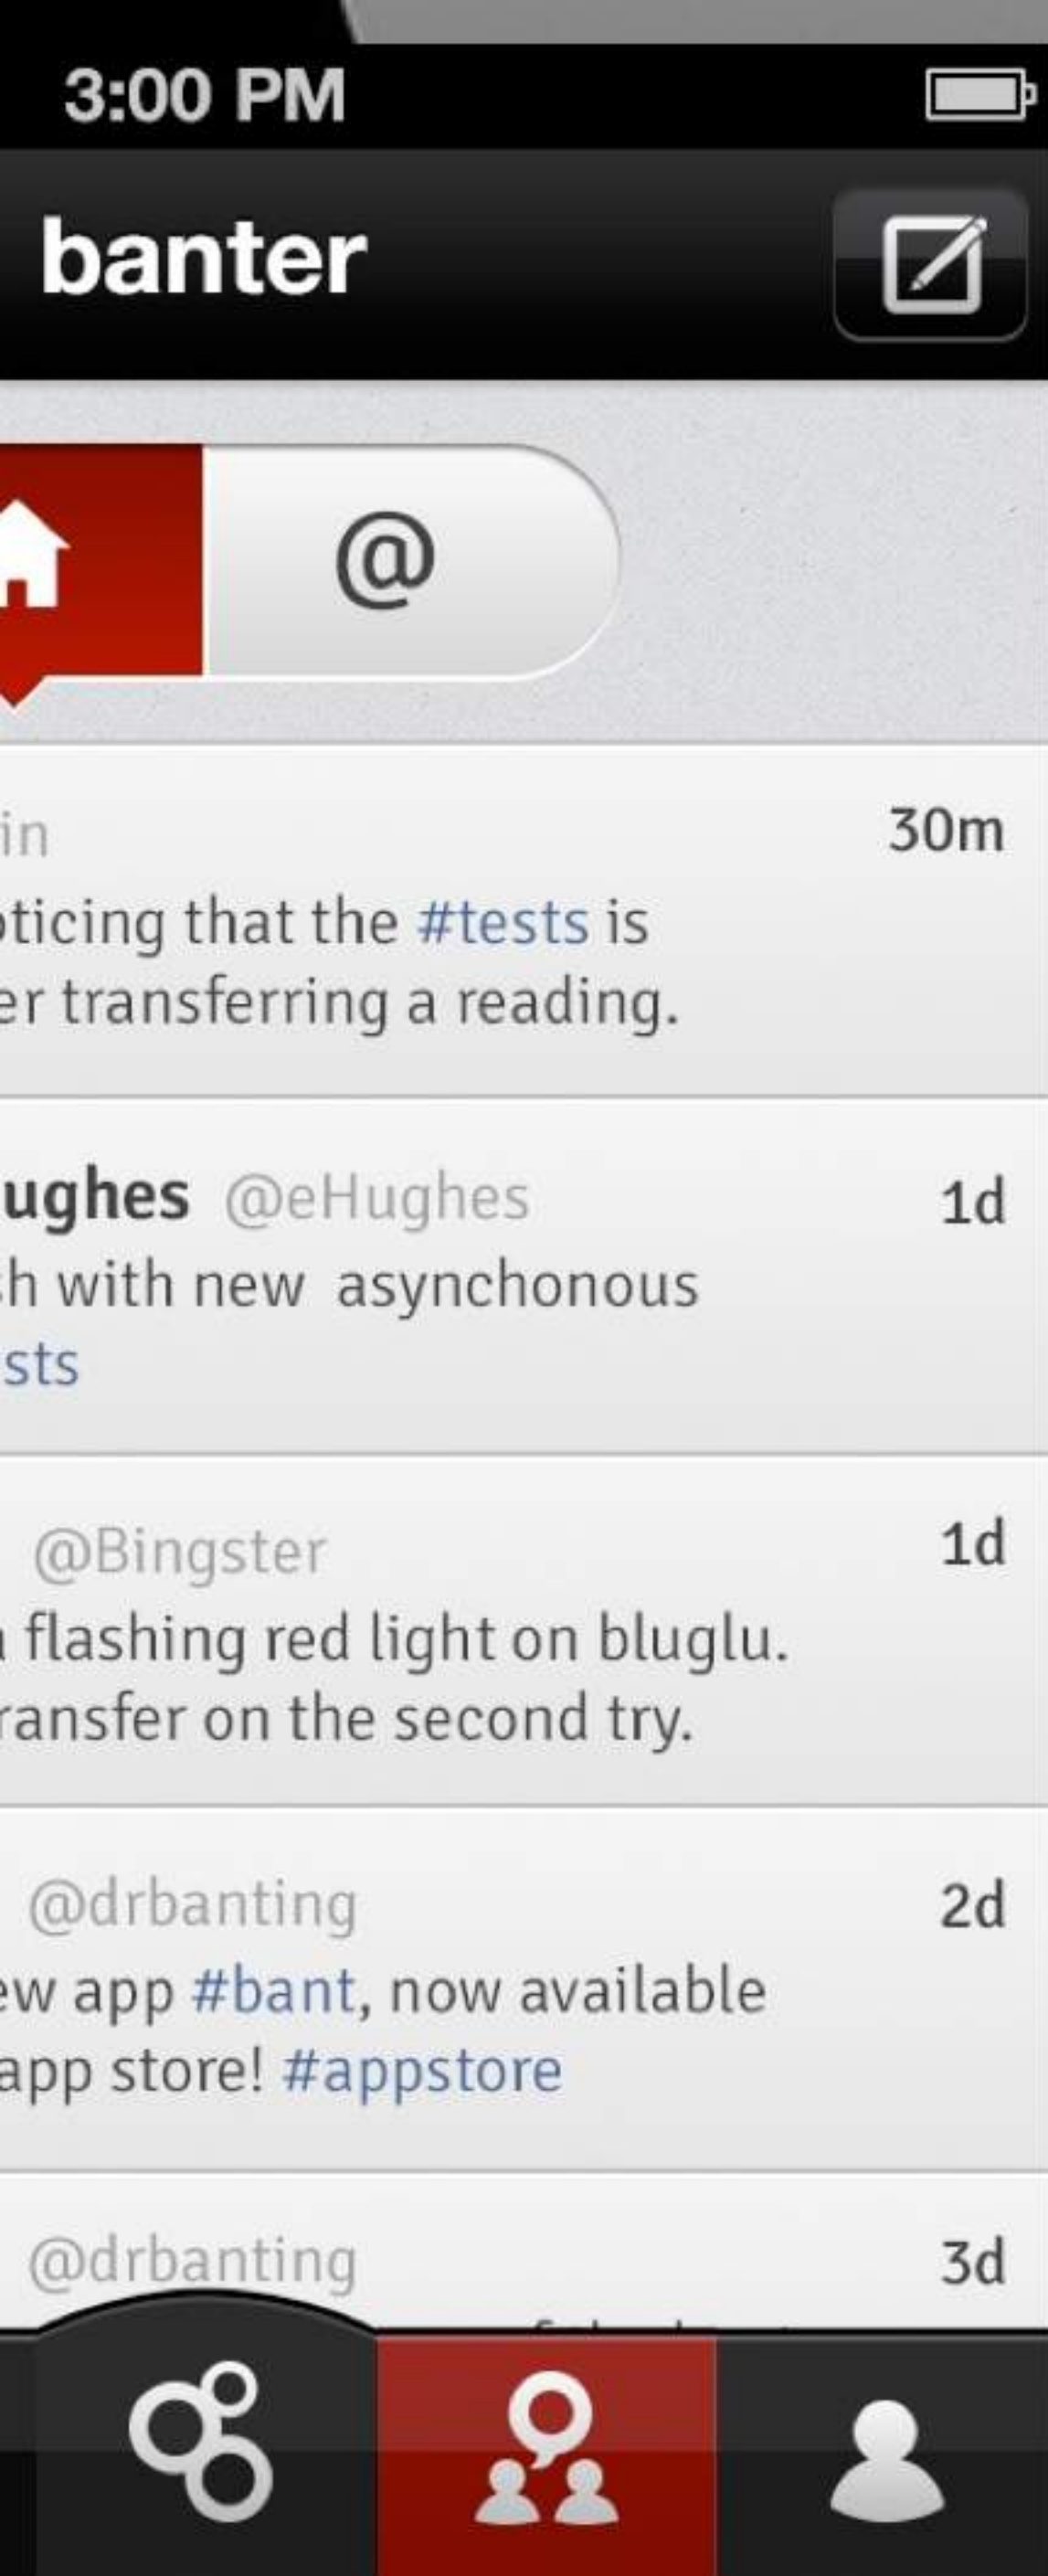 3:00 PM
banter
@
in
30m
oticing that the #tests is
er transferring a reading.
ughes @eHughes
1d
sh with new asynchonous
sts
@Bingster
1d
flashing red light on bluglu.
ransfer on the second try.
@drbanting
2d
ew app #bant, now available
app store! #appstore
@drbanting
3d